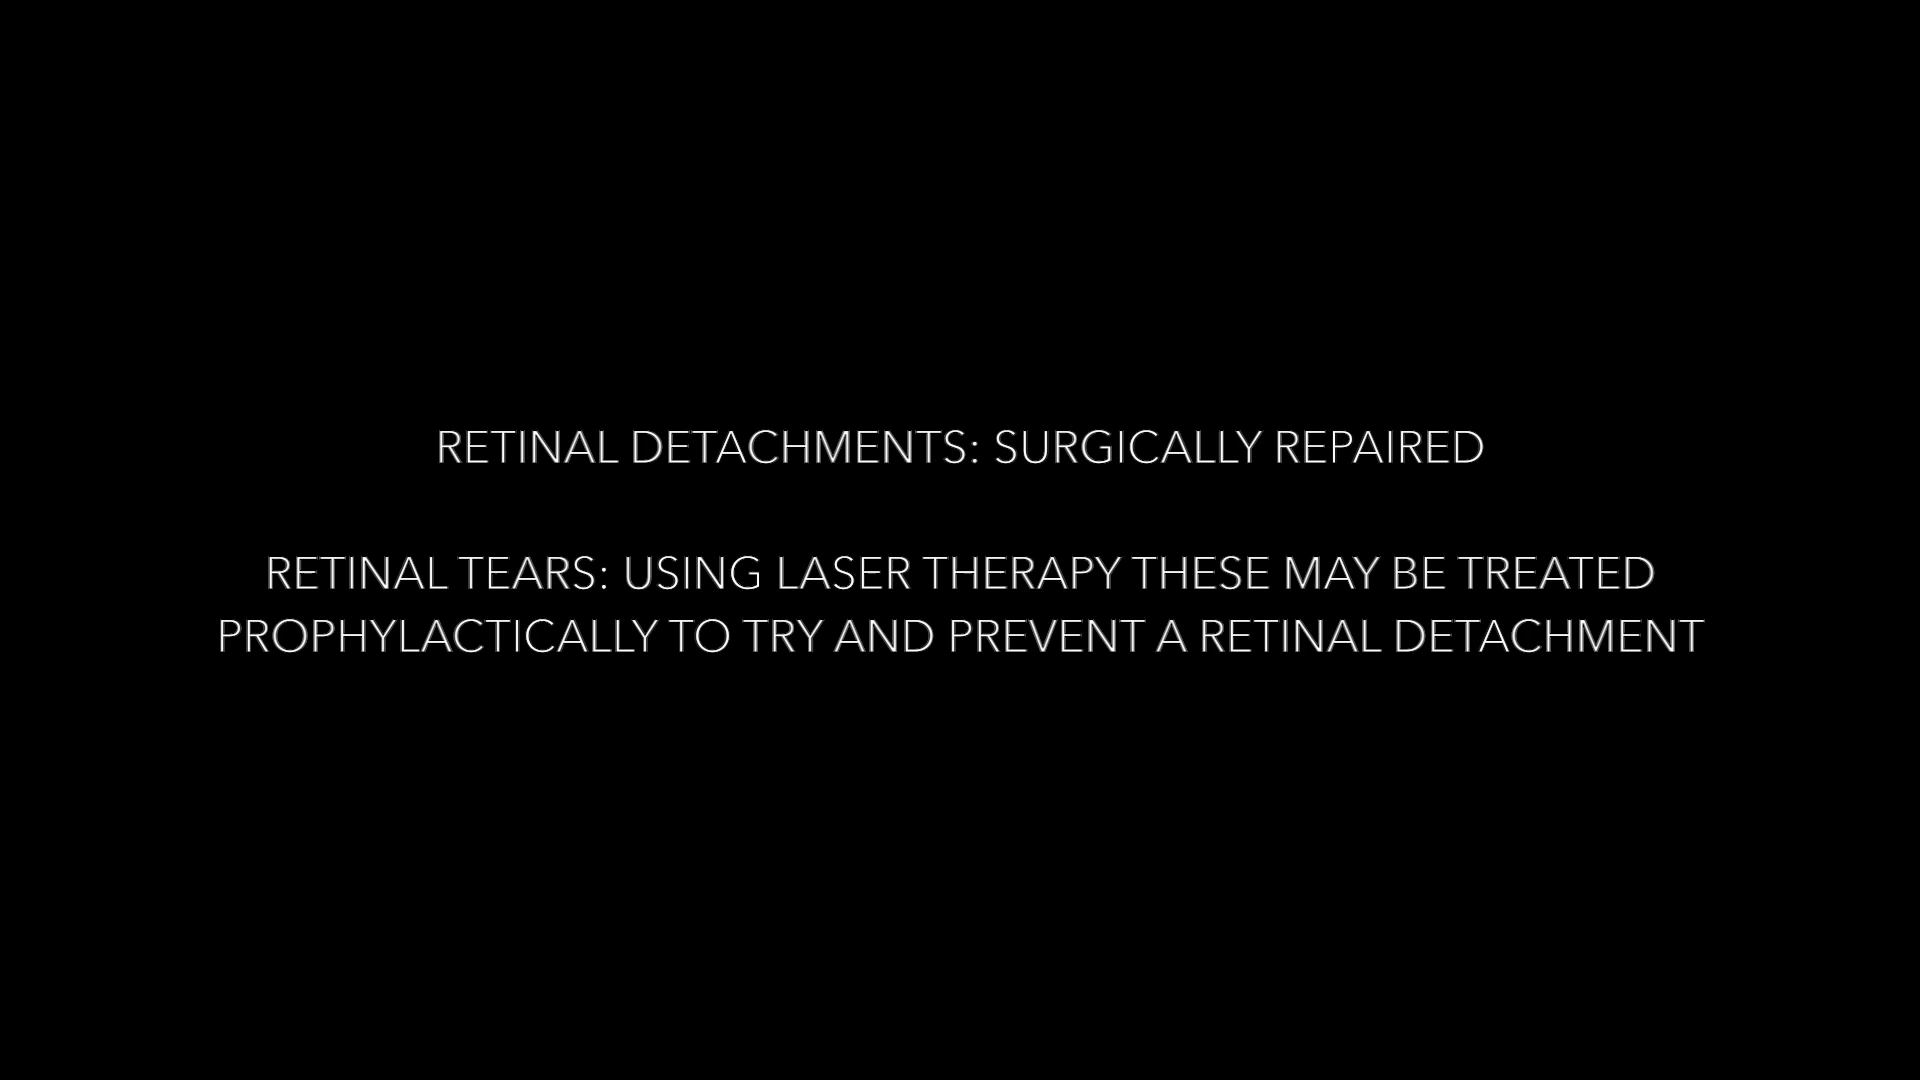 RETINAL DETACHMENTS: SURGICALLY REPAIRED
RETINAL TEARS: USING LASER THERAPY THESE MAY BE TREATED
PROPHYLACTICALLY TO TRY AND PREVENT A RETINAL DETACHMENT